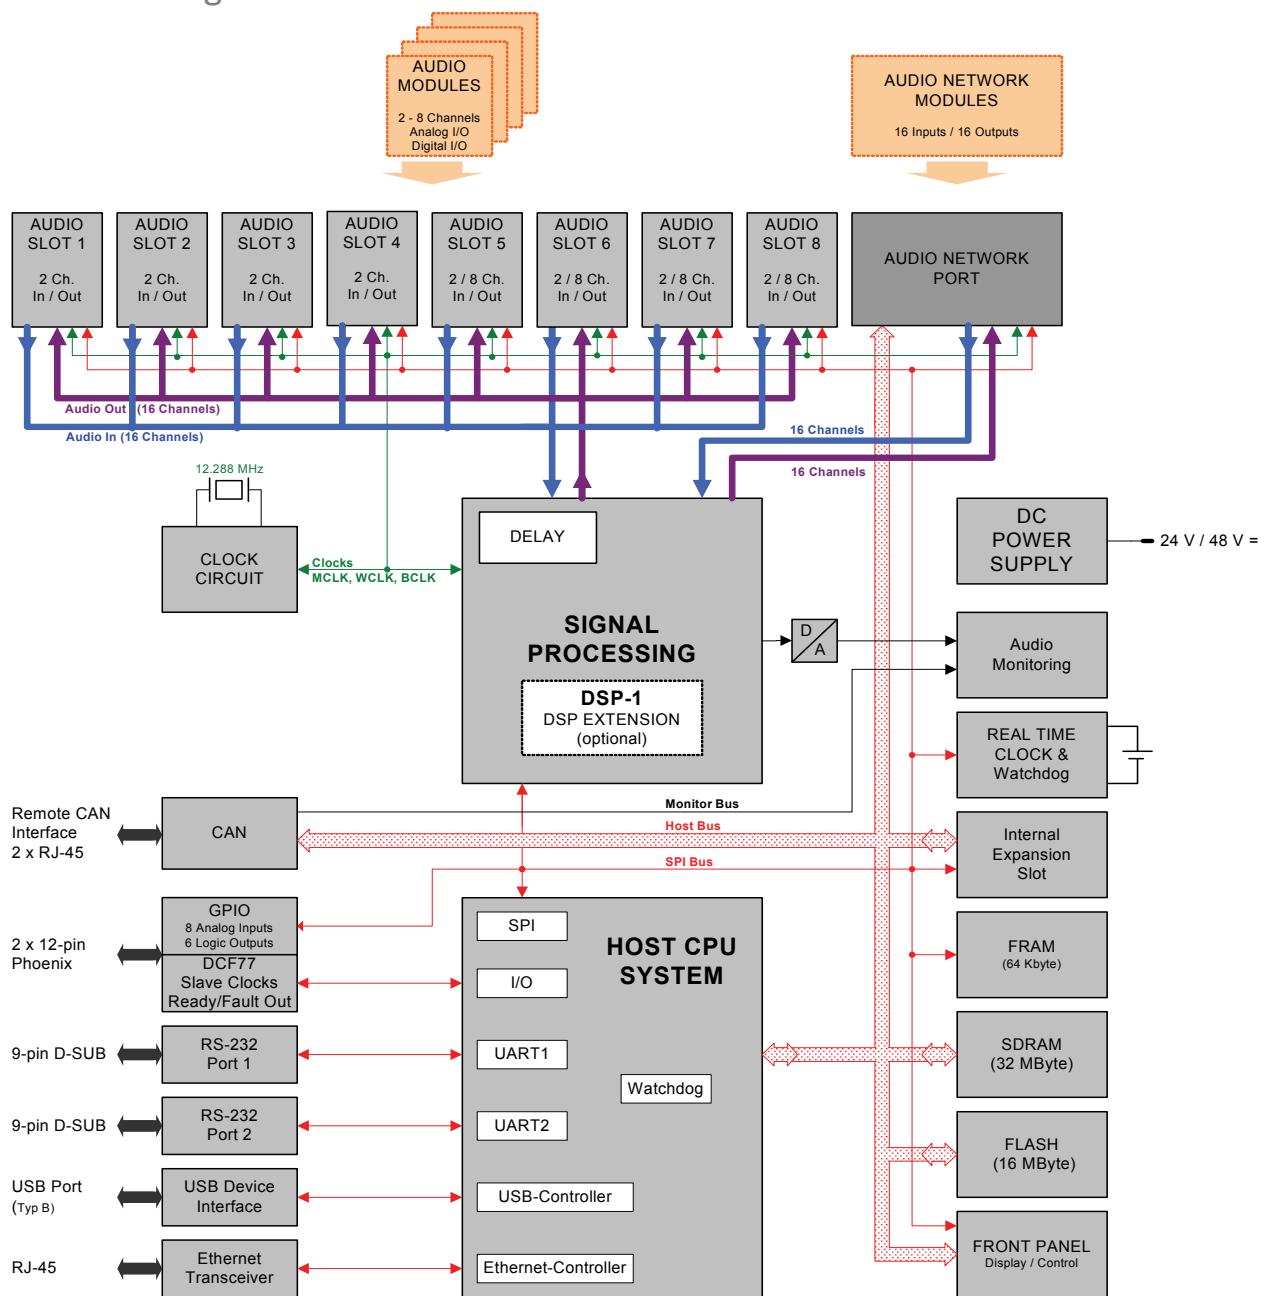 AUDIO
MODULES
2 - 8 Channels
Analog I/O
Digital I/O
AUDIO NETWORK
MODULES
16 Inputs / 16 Outputs
AUDIO
SLOT 1
2 Ch.
In / Out
AUDIO
SLOT 2
2 Ch.
In / Out
AUDIO
SLOT 3
2 Ch.
In / Out
AUDIO
SLOT 4
2 Ch.
In / Out
AUDIO
SLOT 5
2 / 8 Ch.
In / Out
AUDIO
SLOT 6
2 / 8 Ch.
In / Out
AUDIO
SLOT 7
2 / 8 Ch.
In / Out
AUDIO
SLOT 8
2 / 8 Ch.
In / Out
AUDIO NETWORK
PORT
Audio Out (16 Channels)
Audio In (16 Channels)
16 Channels
16 Channels
12.288 MHz
CLOCK
CIRCUIT
Clocks
MCLK, WCLK, BCLK
DELAY
SIGNAL
PROCESSING
DSP-1
DSP EXTENSION
(optional)
D
A
DC
POWER
SUPPLY
24 V / 48 V =
Audio
Monitoring
REAL TIME
CLOCK &
Watchdog
Remote CAN
Interface
2 x RJ-45
CAN
Monitor Bus
Host Bus
SPI Bus
Internal
Expansion
Slot
2 x 12-pin
Phoenix
GPIO
8 Analog Inputs
6 Logic Outputs
DCF77
Slave Clocks
Ready/Fault Out
SPI
I/O
HOST CPU
SYSTEM
FRAM
(64 Kbyte)
9-pin D-SUB
RS-232
Port 1
UART1
Watchdog
SDRAM
(32 MByte)
9-pin D-SUB
RS-232
Port 2
UART2
FLASH
(16 MByte)
USB Port
(Typ B)
USB Device
Interface
USB-Controller
RJ-45
Ethernet
Transceiver
Ethernet-Controller
FRONT PANEL
Display / Control